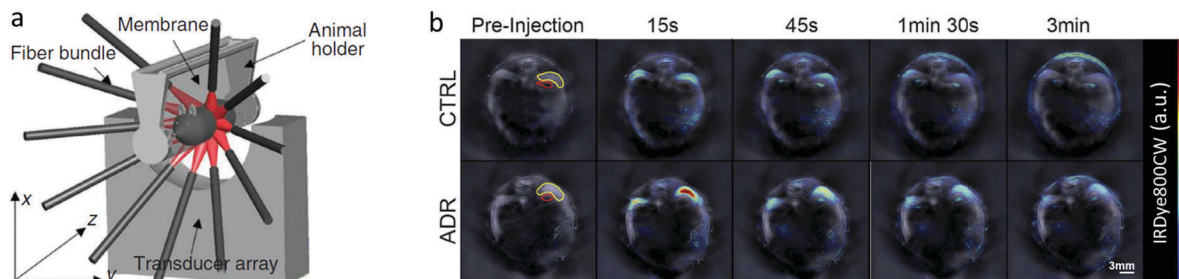 a
Membrane
Animal
holder
Fiber bundle
x
z
y
Transducer array
b
Pre-Injection
15s
45s
1min 30s
3min
CTRL
ADR
3mm
IRDye800CW (a.u.)